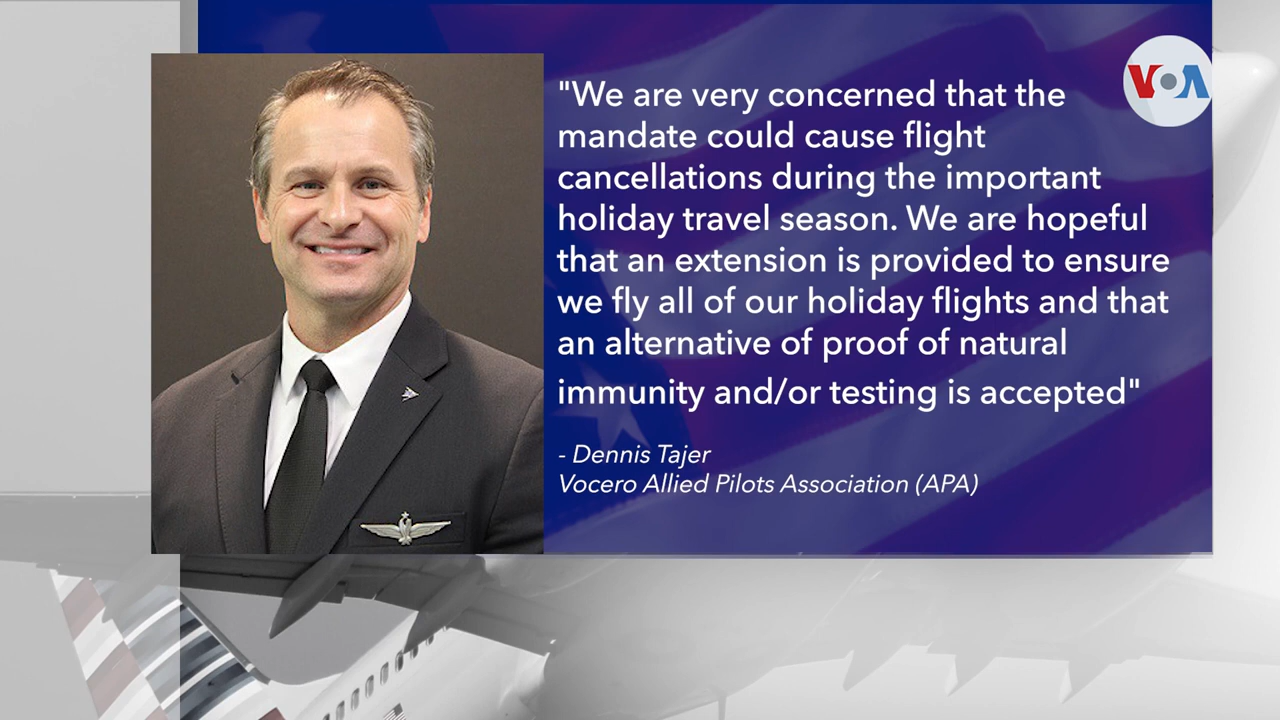 VOA
"We are very concerned that the
mandate could cause flight
cancellations during the important
holiday travel season. We are hopeful
that an extension is provided to ensure
we fly all of our holiday flights and that
an alternative of proof of natural
immunity and/or testing is accepted"
- Dennis Tajer
Vocero Allied Pilots Association (APA)